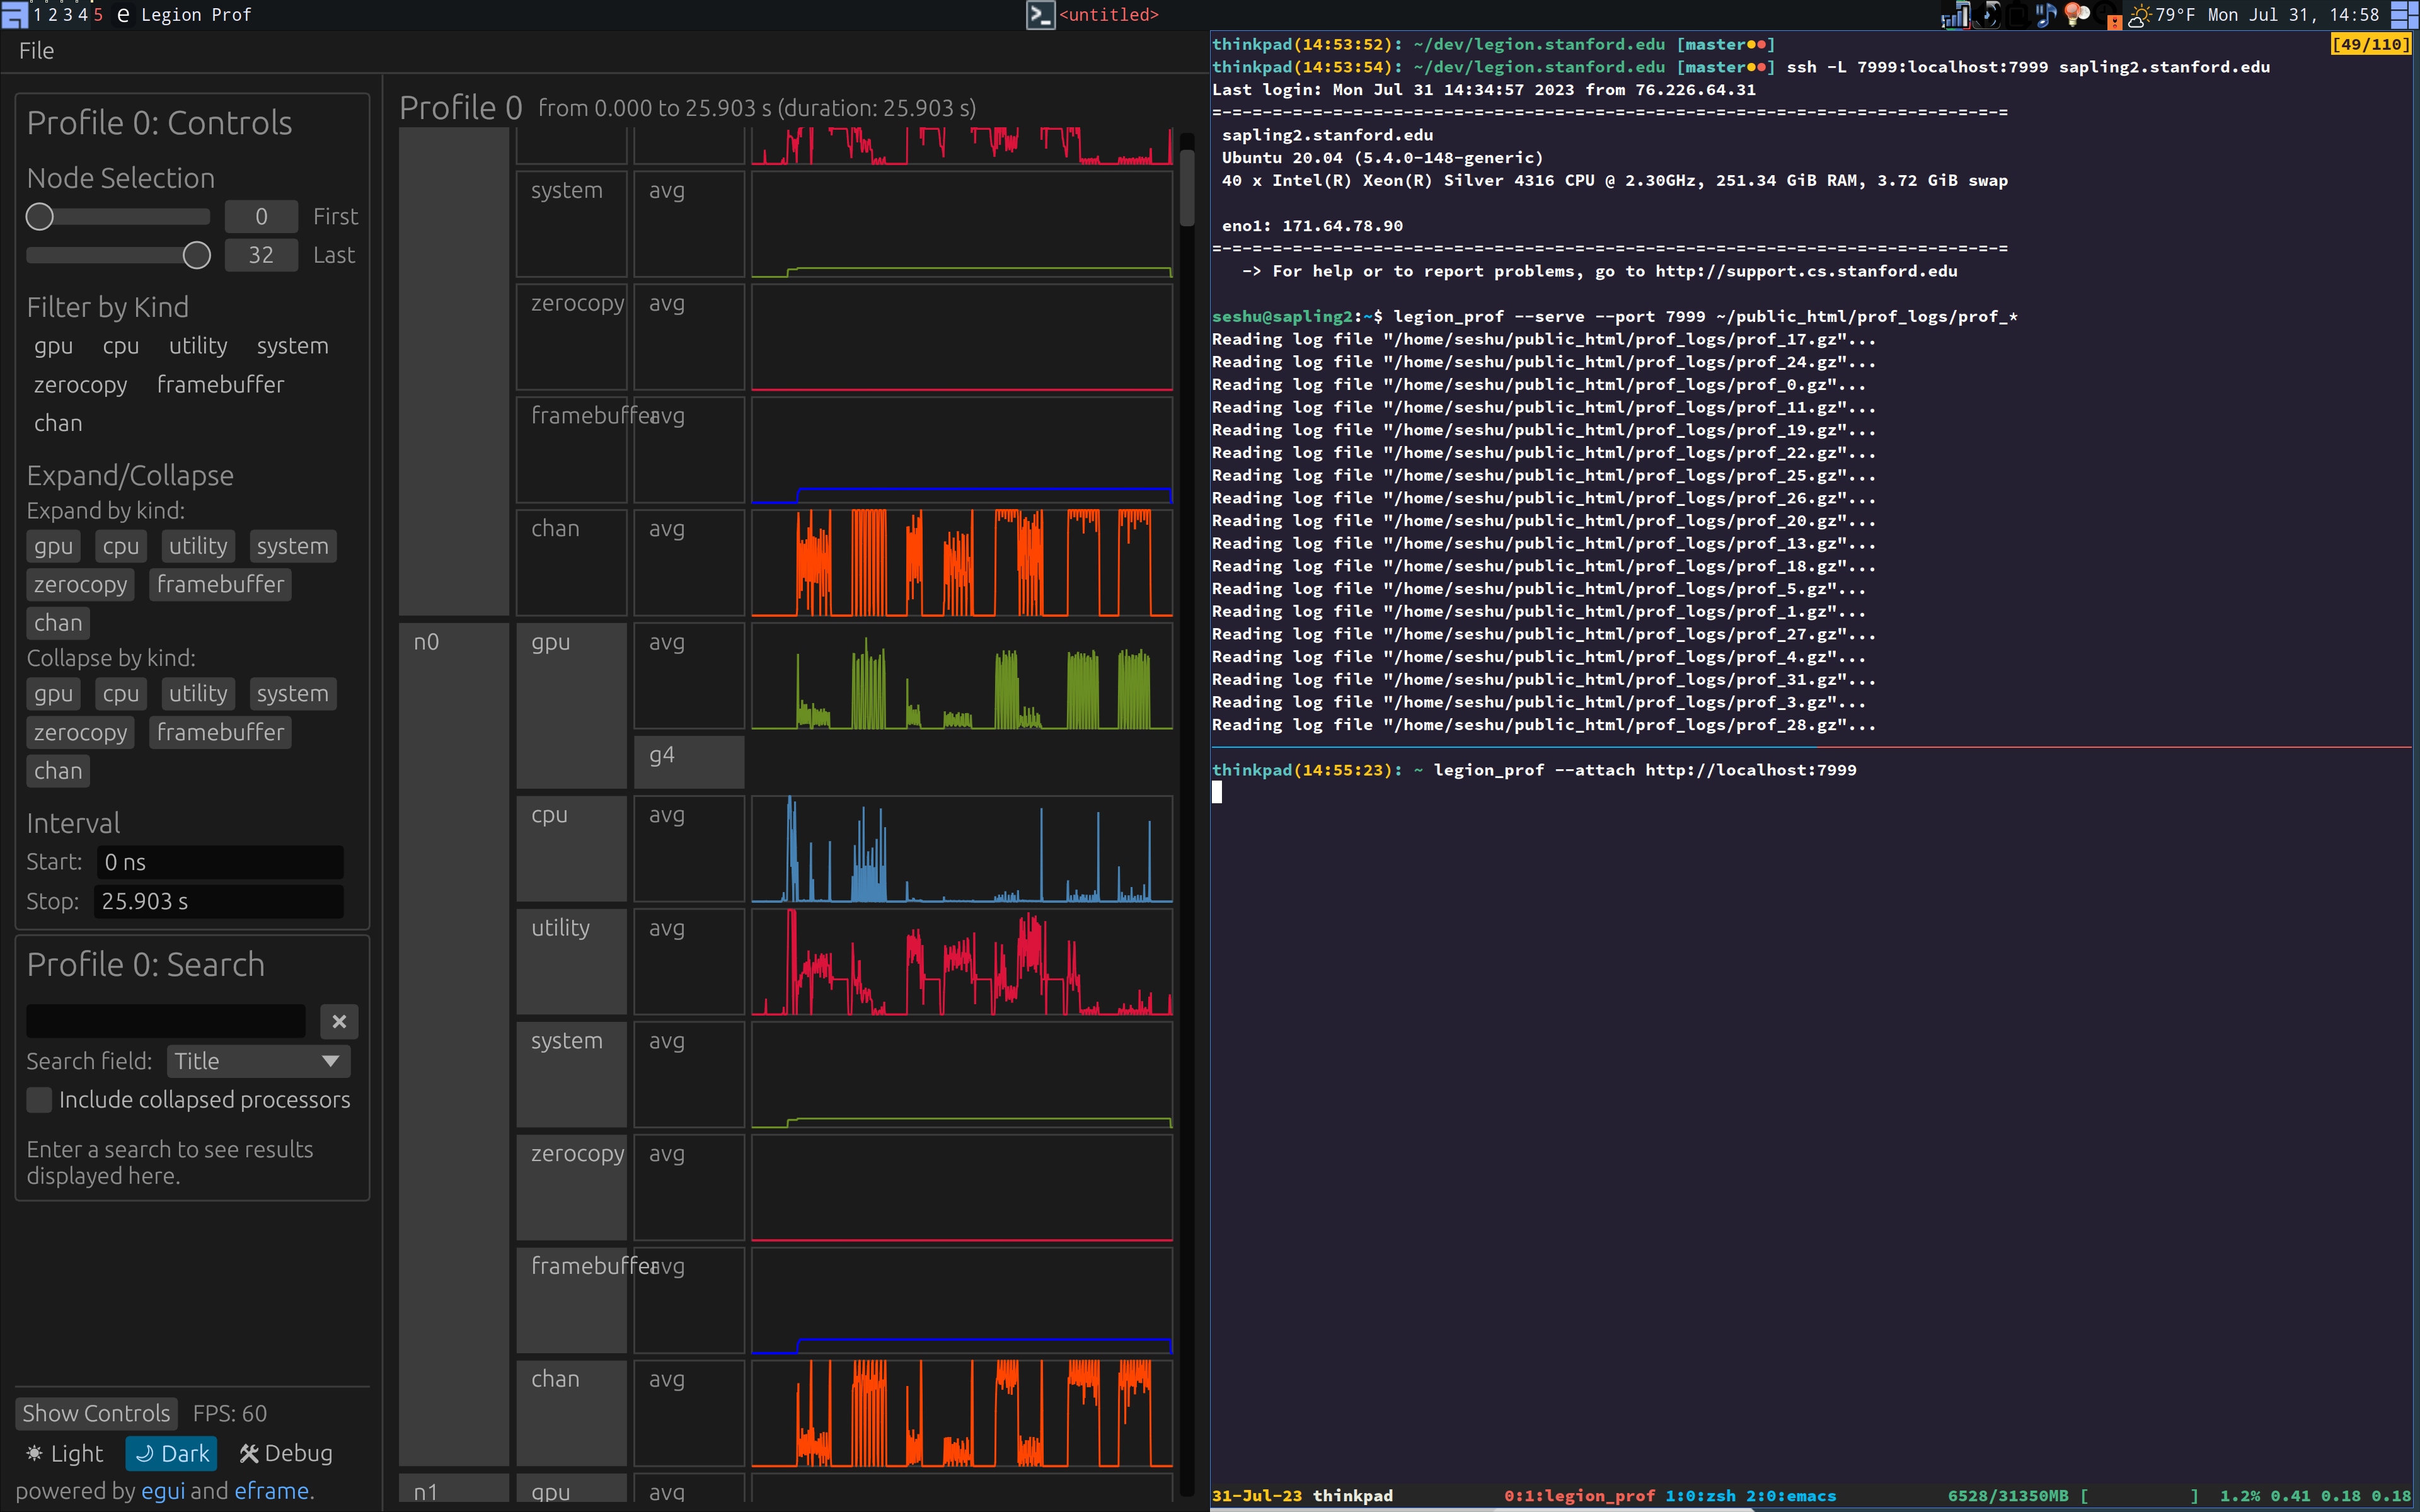 1 2 3 4 5 e Legion Prof
<untitled>
79°F Mon Jul 31, 14:58
File
Profile 0: Controls
Node Selection
0 First
32 Last
Filter by Kind
gpu cpu utility system
zerocopy framebuffer
chan
Expand/Collapse
Expand by kind:
gpu cpu utility system
zerocopy framebuffer
chan
Collapse by kind:
gpu cpu utility system
zerocopy framebuffer
chan
Interval
Start: 0 ns
Stop: 25.903 s
Profile 0: Search
Search field: Title
Include collapsed processors
Enter a search to see results
displayed here.
Show Controls FPS: 60
Light Dark Debug
powered by egui and eframe.
Profile 0 from 0.000 to 25.903 s (duration: 25.903 s)
system avg
zerocopy avg
framebuffer avg
chan avg
n0 gpu avg
g4
cpu avg
utility avg
system avg
zerocopy avg
framebuffer avg
chan avg
n1 gpu avg
thinkpad(14:53:52): ~/dev/legion.stanford.edu [master●●] [49/110]
thinkpad(14:53:54): ~/dev/legion.stanford.edu [master●●] ssh -L 7999:localhost:7999 sapling2.stanford.edu
Last login: Mon Jul 31 14:34:57 2023 from 76.226.64.31
=-=-=-=-=-=-=-=-=-=-=-=-=-=-=-=-=-=-=-=-=-=-=-=-=-=-=-=-=-=-=-=-=-=-=-=-=-=-=-=
sapling2.stanford.edu
Ubuntu 20.04 (5.4.0-148-generic)
40 x Intel(R) Xeon(R) Silver 4316 CPU @ 2.30GHz, 251.34 GiB RAM, 3.72 GiB swap
eno1: 171.64.78.90
=-=-=-=-=-=-=-=-=-=-=-=-=-=-=-=-=-=-=-=-=-=-=-=-=-=-=-=-=-=-=-=-=-=-=-=-=-=-=-=
-> For help or to report problems, go to http://support.cs.stanford.edu
seshu@sapling2:~$ legion_prof --serve --port 7999 ~/public_html/prof_logs/prof_*
Reading log file "/home/seshu/public_html/prof_logs/prof_17.gz"...
Reading log file "/home/seshu/public_html/prof_logs/prof_24.gz"...
Reading log file "/home/seshu/public_html/prof_logs/prof_0.gz"...
Reading log file "/home/seshu/public_html/prof_logs/prof_11.gz"...
Reading log file "/home/seshu/public_html/prof_logs/prof_19.gz"...
Reading log file "/home/seshu/public_html/prof_logs/prof_22.gz"...
Reading log file "/home/seshu/public_html/prof_logs/prof_25.gz"...
Reading log file "/home/seshu/public_html/prof_logs/prof_26.gz"...
Reading log file "/home/seshu/public_html/prof_logs/prof_20.gz"...
Reading log file "/home/seshu/public_html/prof_logs/prof_13.gz"...
Reading log file "/home/seshu/public_html/prof_logs/prof_18.gz"...
Reading log file "/home/seshu/public_html/prof_logs/prof_5.gz"...
Reading log file "/home/seshu/public_html/prof_logs/prof_1.gz"...
Reading log file "/home/seshu/public_html/prof_logs/prof_27.gz"...
Reading log file "/home/seshu/public_html/prof_logs/prof_4.gz"...
Reading log file "/home/seshu/public_html/prof_logs/prof_31.gz"...
Reading log file "/home/seshu/public_html/prof_logs/prof_3.gz"...
Reading log file "/home/seshu/public_html/prof_logs/prof_28.gz"...
thinkpad(14:55:23): ~ legion_prof --attach http://localhost:7999
31-Jul-23 thinkpad 0:1:legion_prof 1:0:zsh 2:0:emacs 6528/31350MB [ ] 1.2% 0.41 0.18 0.18